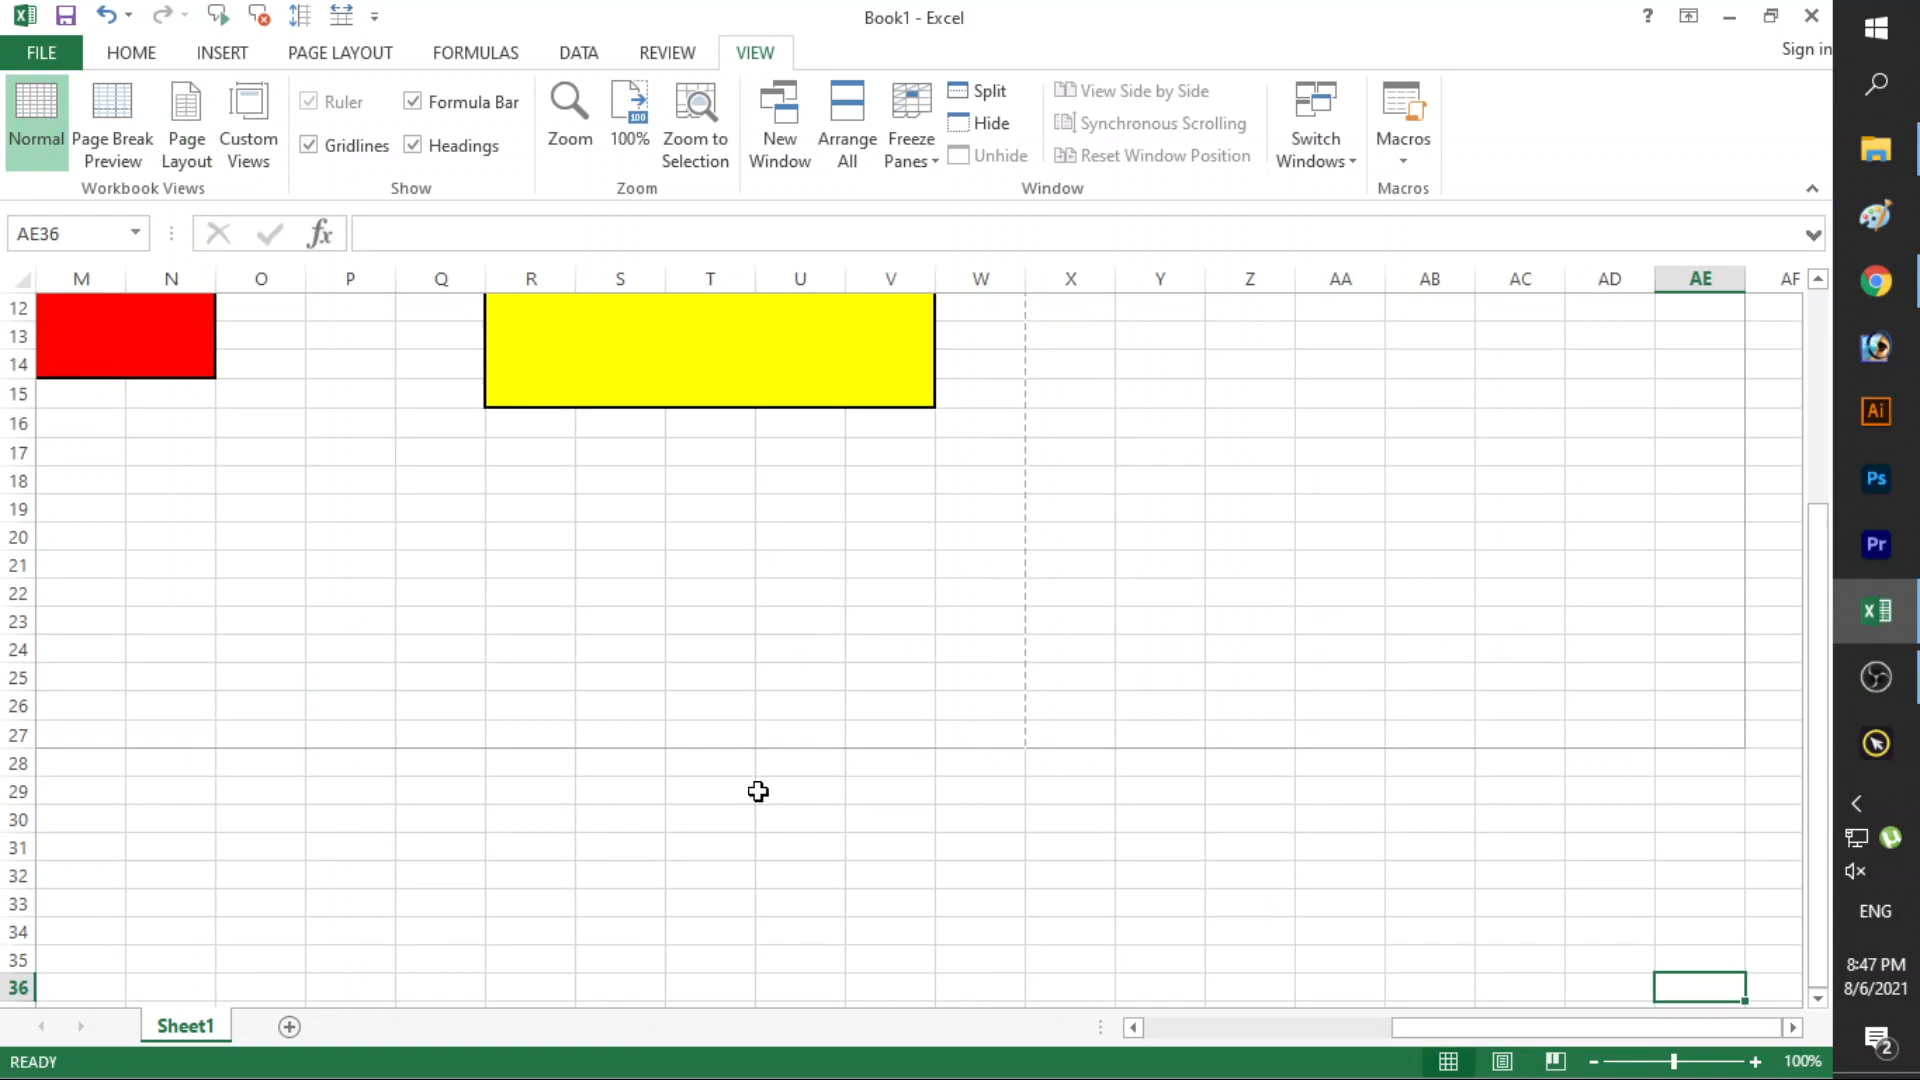 Book1 - Excel
?
FILE HOME INSERT PAGE LAYOUT FORMULAS DATA REVIEW VIEW Sign in
Normal
Page Break Preview
Page Layout
Custom Views
Workbook Views
Ruler Formula Bar
Gridlines Headings
Show
Zoom
100
100%
Zoom to Selection
Zoom
New Window
Arrange All
Freeze Panes
Split
Hide
Unhide
View Side by Side
Synchronous Scrolling
Reset Window Position
Window
Switch Windows
Macros
Macros
AE36 fx
M N O P Q R S T U V W X Y Z AA AB AC AD AE AF
12
13
14
15
16
17
18
19
20
21
22
23
24
25
26
27
28
29
30
31
32
33
34
35
36
Sheet1
READY 100%
Ai
Ps
Pr
X
ENG
8:47 PM
8/6/2021
2